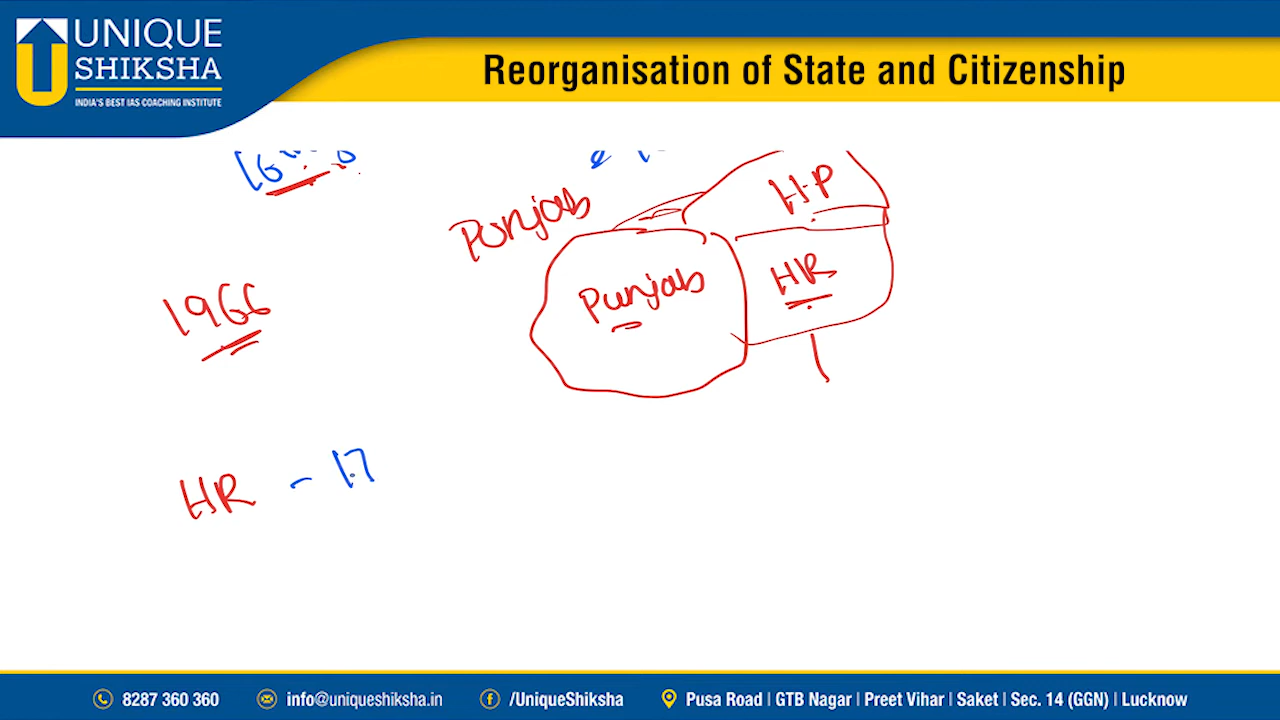 UNIQUE
SHIKSHA
INDIA'S BEST IAS COACHING INSTITUTE
Reorganisation of State and Citizenship
H.P
Punjab
Punjab
HR
1966
HR - 17
8287 360 360
info@uniqueshiksha.in
/UniqueShiksha
Pusa Road | GTB Nagar | Preet Vihar | Saket | Sec. 14 (GGN) | Lucknow